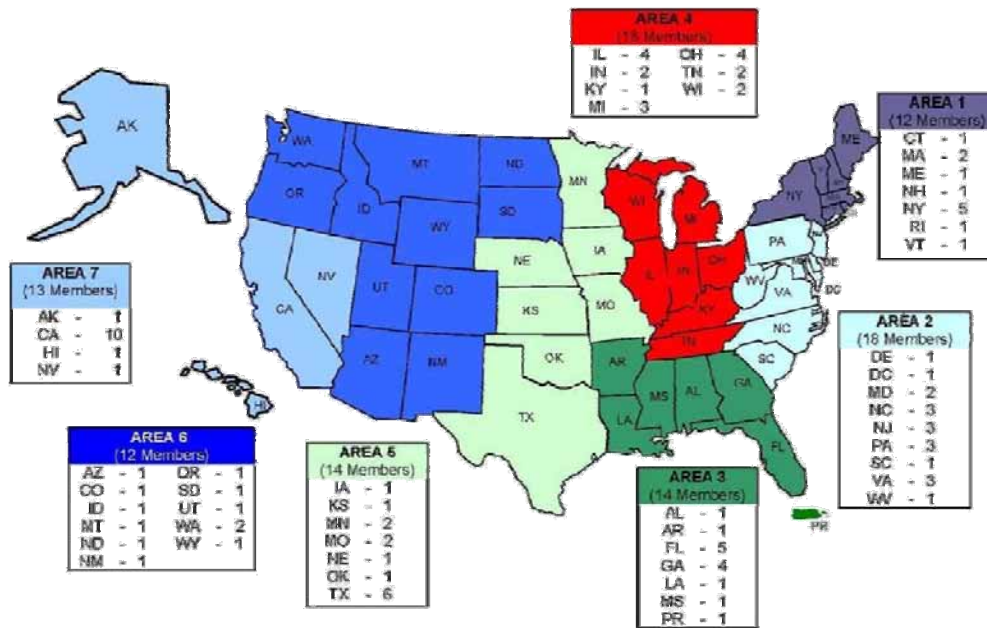 AREA 4
(18 Members)
IL - 4 OH - 4
IN - 2 TN - 2
KY - 1 WI - 2
MI - 3
AREA 1
(12 Members)
CT - 1
MA - 2
ME - 1
NH - 1
NY - 5
RI - 1
VT - 1
AK
WA
MT
ND
MN
ME
OR
ID
WY
SD
WI
MI
NY
NE
IA
PA
NV
UT
CO
IL
IN
OH
WV
VA
DE
DC
CA
KS
MO
KY
NC
AZ
NM
OK
AR
TN
SC
TX
LA
MS
AL
GA
FL
HI
PR
AREA 7
(13 Members)
AK - 1
CA - 10
HI - 1
NV - 1
AREA 2
(18 Members)
DE - 1
DC - 1
MD - 2
NC - 3
NJ - 3
PA - 3
SC - 1
VA - 3
WV - 1
AREA 6
(12 Members)
AZ - 1 OR - 1
CO - 1 SD - 1
ID - 1 UT - 1
MT - 1 WA - 2
ND - 1 WY - 1
NM - 1
AREA 5
(14 Members)
IA - 1
KS - 1
MN - 2
MO - 2
NE - 1
OK - 1
TX - 6
AREA 3
(14 Members)
AL - 1
AR - 1
FL - 5
GA - 4
LA - 1
MS - 1
PR - 1